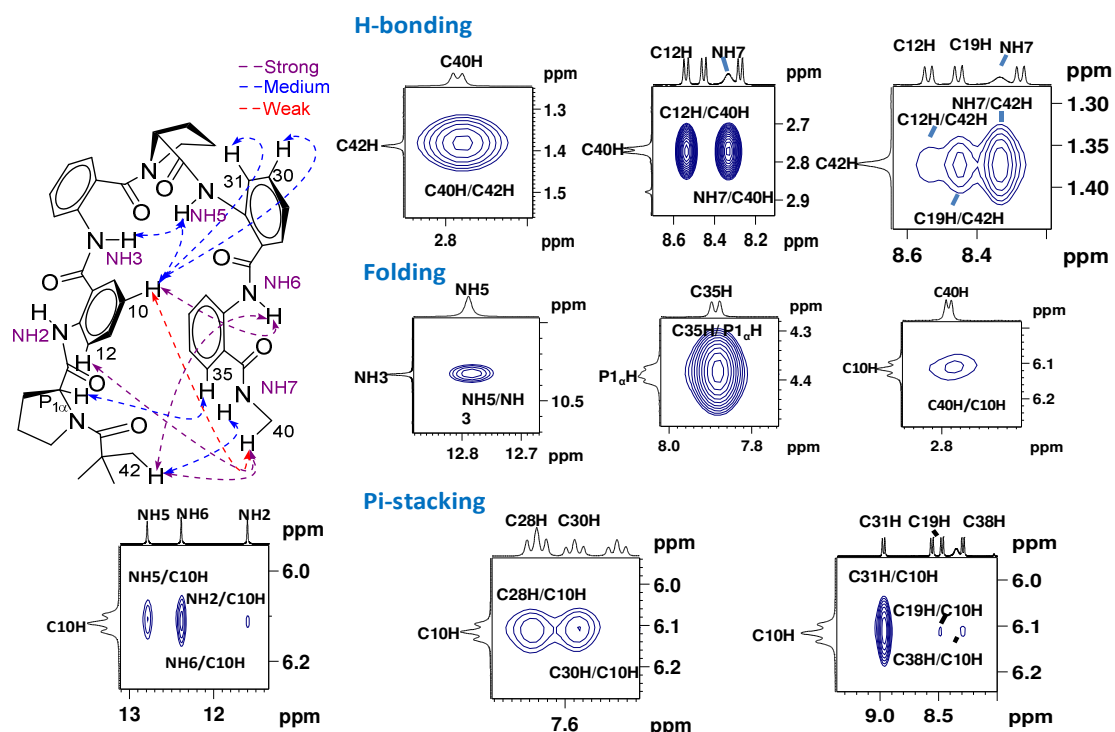 H-bonding
Strong
Medium
Weak
H
H
31
30
N
N
O
O
H
NH5
N-H
NH3
O
O
N
NH6
H
H
10
H
N
NH2
12
H
O
O
N
NH7
P1α
H
35
H
H
N
O
40
H
42
H
C40H
ppm
1.3
1.4
1.5
C42H
C40H/C42H
2.8
ppm
C12H
NH7
ppm
2.7
2.8
2.9
C40H
C12H/C40H
NH7/C40H
8.6
8.4
8.2
ppm
C12H
C19H
NH7
ppm
1.30
1.35
1.40
C42H
NH7/C42H
C12H/C42H
C19H/C42H
8.6
8.4
ppm
Folding
NH5
ppm
10.5
NH3
NH5/NH
3
12.8
12.7
ppm
C35H
ppm
4.3
4.4
P1αH
C35H/P1αH
8.0
7.8
ppm
C40H
ppm
6.1
6.2
C10H
C40H/C10H
2.8
ppm
Pi-stacking
NH5
NH6
NH2
ppm
6.0
6.2
C10H
NH5/C10H
NH2/C10H
NH6/C10H
13
12
ppm
C28H
C30H
ppm
6.0
6.1
6.2
C10H
C28H/C10H
C30H/C10H
7.6
ppm
C31H
C19H
C38H
ppm
6.0
6.1
6.2
C10H
C31H/C10H
C19H/C10H
C38H/C10H
9.0
8.5
ppm